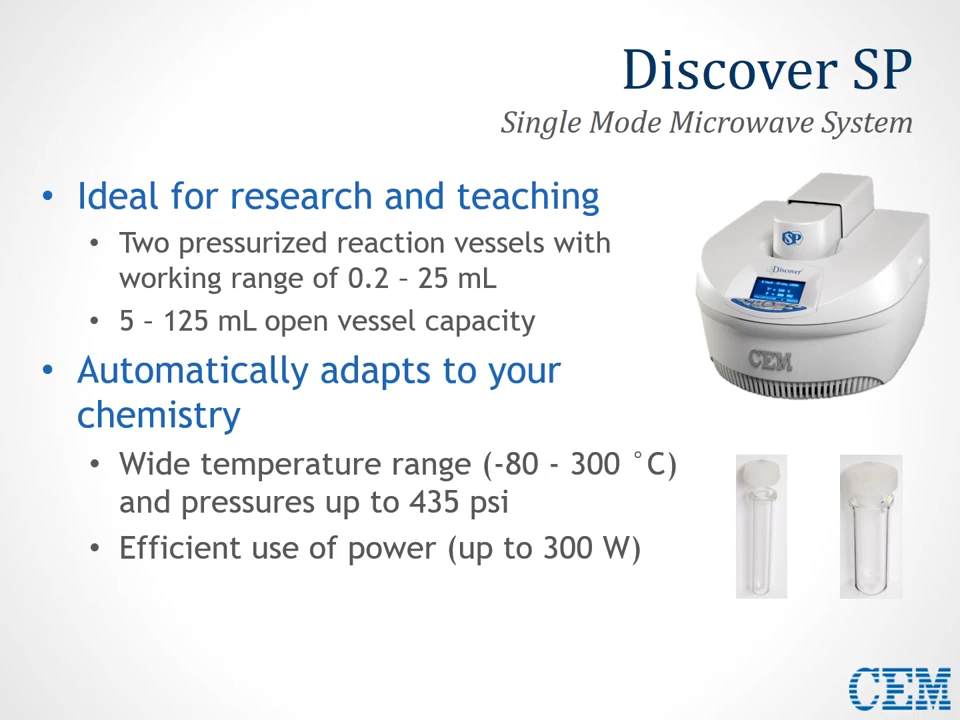 Discover SP
Single Mode Microwave System
• Ideal for research and teaching
• Two pressurized reaction vessels with
working range of 0.2 – 25 mL
• 5 – 125 mL open vessel capacity
• Automatically adapts to your
chemistry
• Wide temperature range (-80 - 300 °C)
and pressures up to 435 psi
• Efficient use of power (up to 300 W)
SP
Discover
CEM
CEM